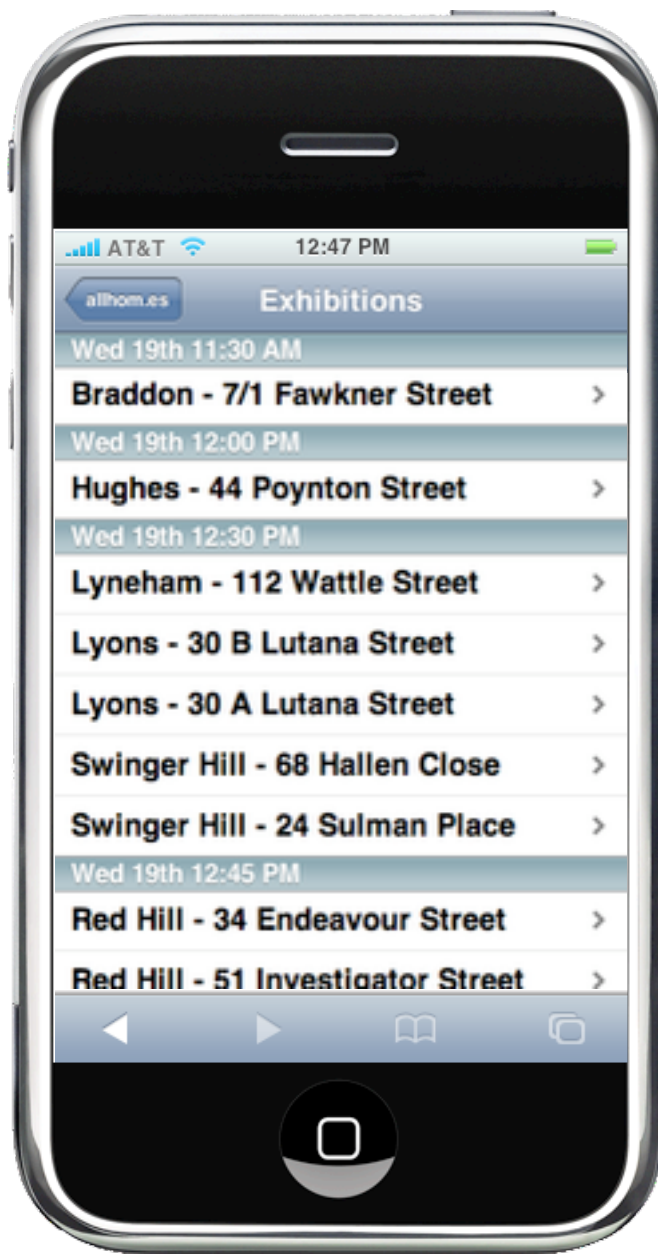 AT&T 12:47 PM
allhom.es Exhibitions
Wed 19th 11:30 AM
Braddon - 7/1 Fawkner Street
Wed 19th 12:00 PM
Hughes - 44 Poynton Street
Wed 19th 12:30 PM
Lyneham - 112 Wattle Street
Lyons - 30 B Lutana Street
Lyons - 30 A Lutana Street
Swinger Hill - 68 Hallen Close
Swinger Hill - 24 Sulman Place
Wed 19th 12:45 PM
Red Hill - 34 Endeavour Street
Red Hill - 51 Investigator Street